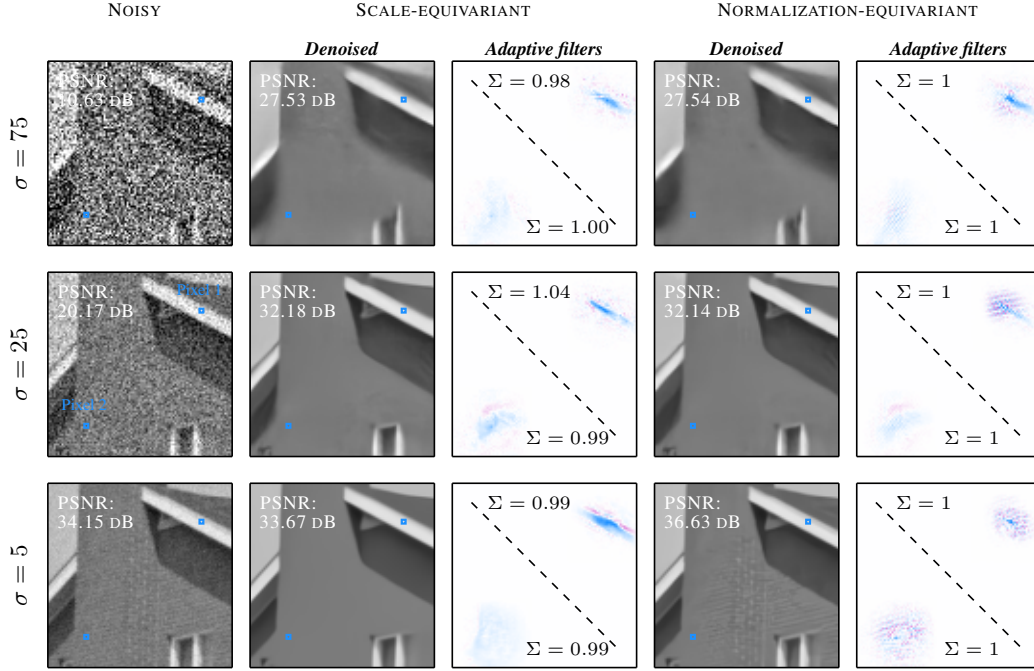 NOISY SCALE-EQUIVARIANT NORMALIZATION-EQUIVARIANT
Denoised Adaptive filters Denoised Adaptive filters
σ = 75
PSNR:
10.63 DB
PSNR:
27.53 DB
Σ = 0.98
Σ = 1.00
PSNR:
27.54 DB
Σ = 1
Σ = 1
σ = 25
PSNR:
20.17 DB
Pixel 1
Pixel 2
PSNR:
32.18 DB
Σ = 1.04
Σ = 0.99
PSNR:
32.14 DB
Σ = 1
Σ = 1
σ = 5
PSNR:
34.15 DB
PSNR:
33.67 DB
Σ = 0.99
Σ = 0.99
PSNR:
36.63 DB
Σ = 1
Σ = 1